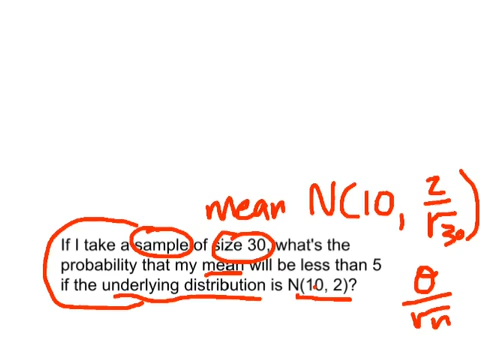 mean N(10, 2/√30)
If I take a sample of size 30, what's the
probability that my mean will be less than 5
if the underlying distribution is N(10, 2)?
σ/√n